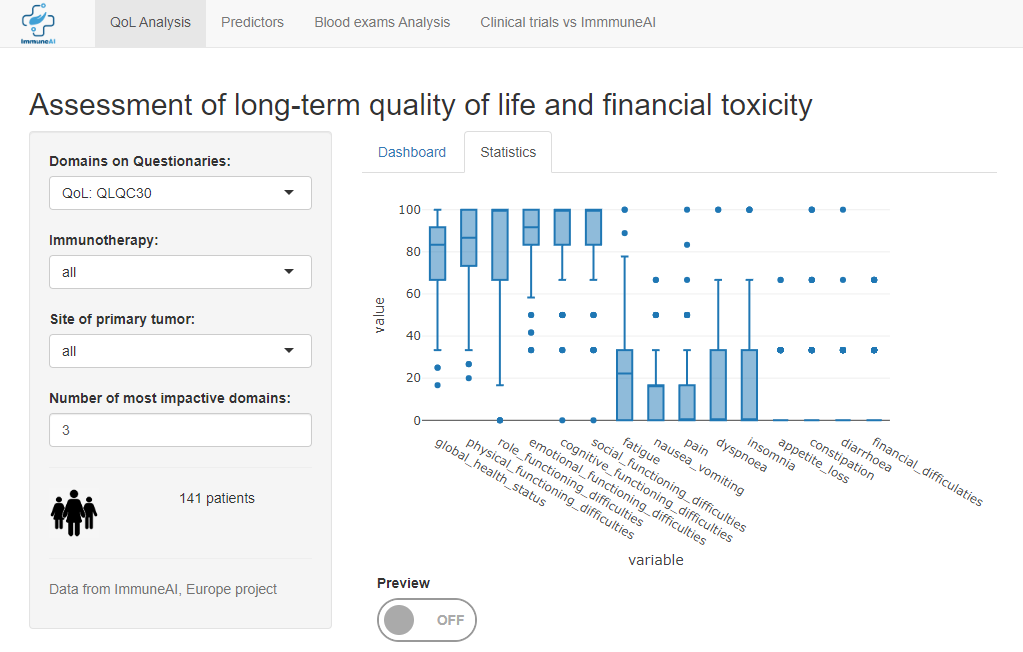 ImmuneAI
QoL Analysis
Predictors
Blood exams Analysis
Clinical trials vs ImmmuneAI
Assessment of long-term quality of life and financial toxicity
Domains on Questionaries:
QoL: QLQC30
Immunotherapy:
all
Site of primary tumor:
all
Number of most impactive domains:
3
141 patients
Data from ImmuneAI, Europe project
Dashboard
Statistics
100
80
60
40
20
0
value
global_health_status
physical_functioning_difficulties
role_functioning_difficulties
emotional_functioning_difficulties
cognitive_functioning_difficulties
social_functioning_difficulties
fatigue
nausea_vomiting
pain
dyspnoea
insomnia
appetite_loss
constipation
diarrhoea
financial_difficulaties
variable
Preview
OFF